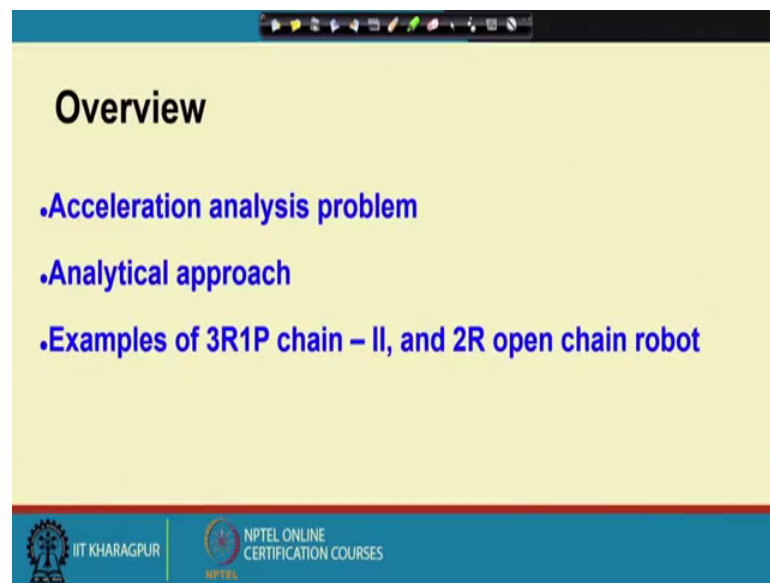 Overview
•Acceleration analysis problem
•Analytical approach
•Examples of 3R1P chain – II, and 2R open chain robot
IIT KHARAGPUR
NPTEL
NPTEL ONLINE
CERTIFICATION COURSES